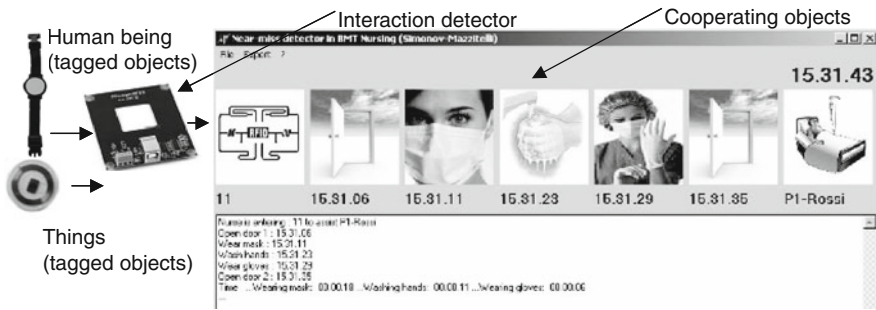 Interaction detector
Cooperating objects
Human being
(tagged objects)
Near-miss detector in BMT Nursing (Simonov-Mazzitelli)
File Export ?
15.31.43
RFID
11
15.31.06
15.31.11
15.31.23
15.31.29
15.31.35
P1-Rossi
Things
(tagged objects)
Nurse is entering : 11 to assist P1-Rossi
Open door 1 : 15.31.06
Wear mask : 15.31.11
Wash hands : 15.31.23
Wear gloves : 15.31.29
Open door 2 : 15.31.35
Time ...Wearing mask: 00.00.18 ...Washing hands: 00.00.11 ...Wearing gloves: 00.00.06
...